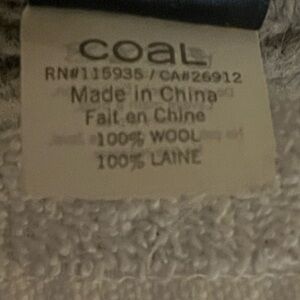 coaL
RN#115935 / CA#26912
Made in China
Fait en Chine
100% WOOL
100% LAINE